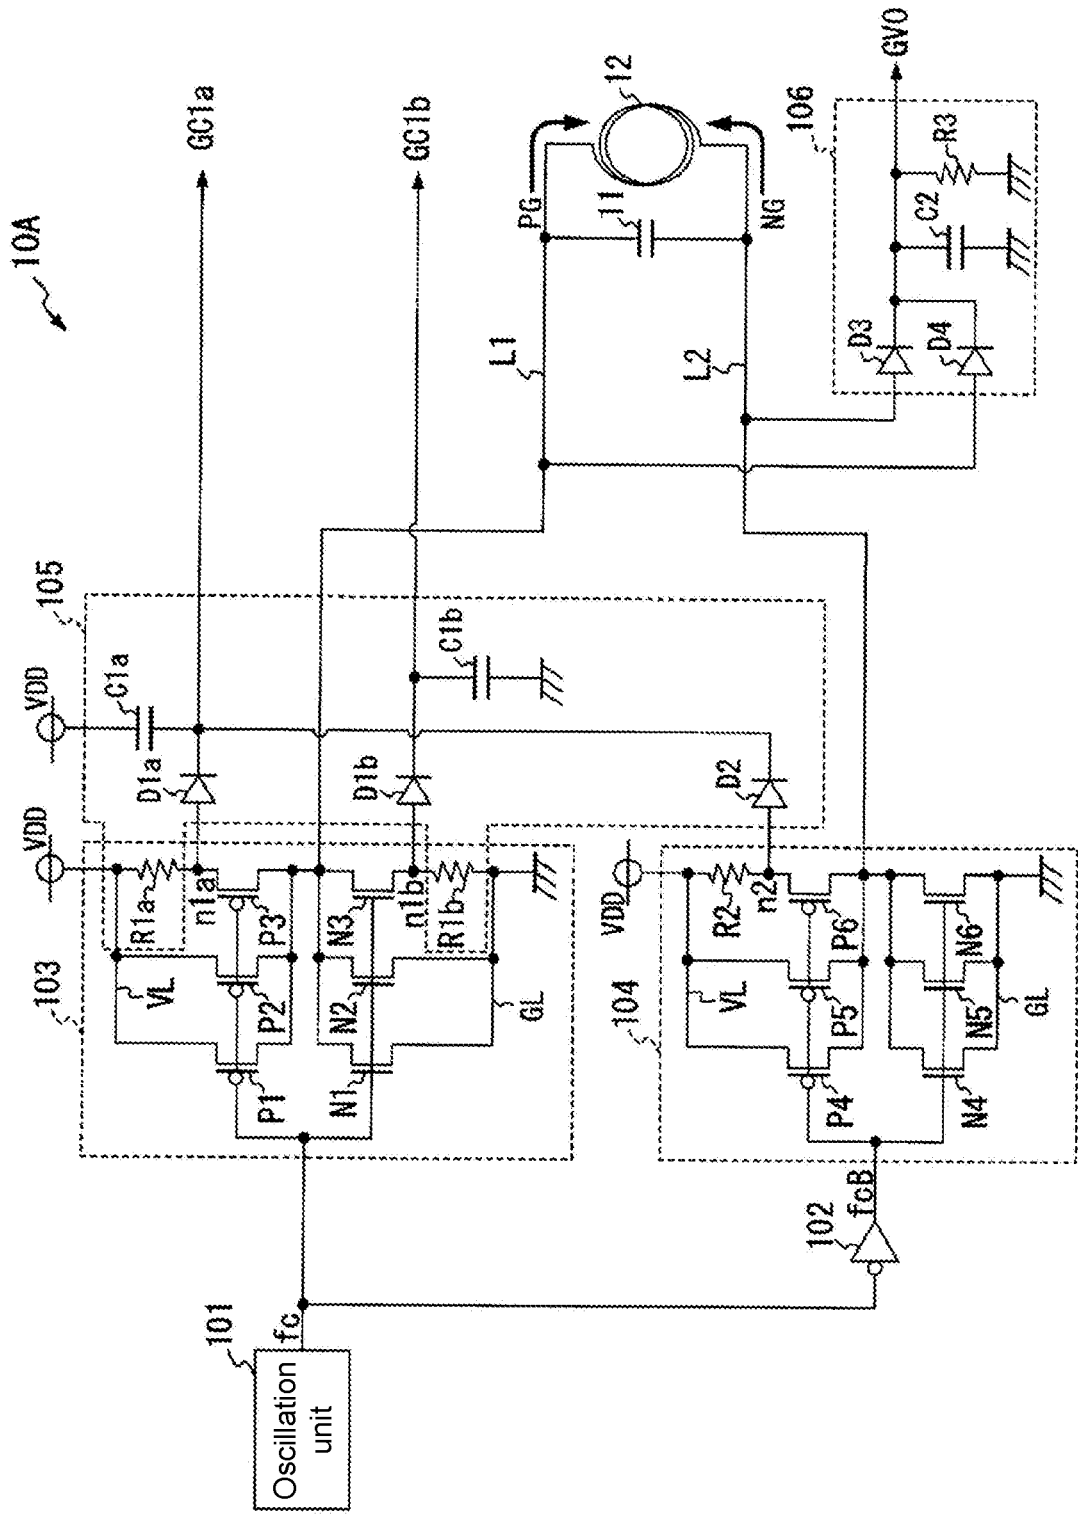 10A
GC1a
GC1b
105
VDD
C1a
D1a
C1b
D1b
D2
103
VDD
R1a
n1a
P3
N3
n1b
R1b
VL
P2
N2
GL
P1
N1
L1
L2
PG
11
12
NG
106
GVO
R3
C2
D3
D4
104
VDD
R2
n2
P6
N6
VL
P5
N5
GL
P4
N4
101
Oscillation
unit
fc
102
fcB